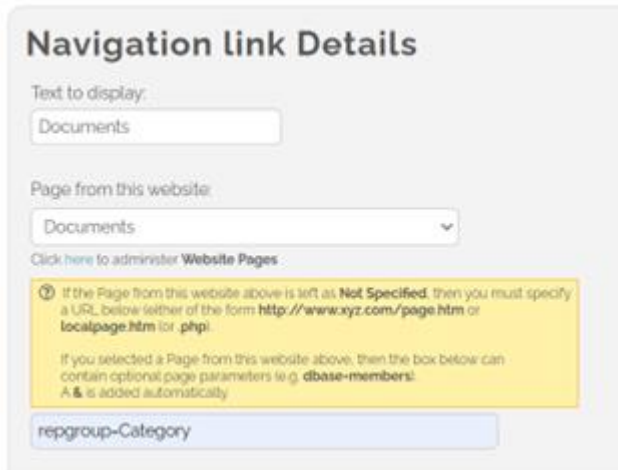 Navigation link Details
Text to display:
Documents
Page from this website:
Documents
Click here to administer Website Pages
If the Page from this website above is left as Not Specified, then you must specify
a URL below (either of the form http://www.xyz.com/page.htm or
localpage.htm (or .php).
If you selected a Page from this website above, then the box below can
contain optional page parameters (e.g. dbase=members).
A & is added automatically
repgroup=Category